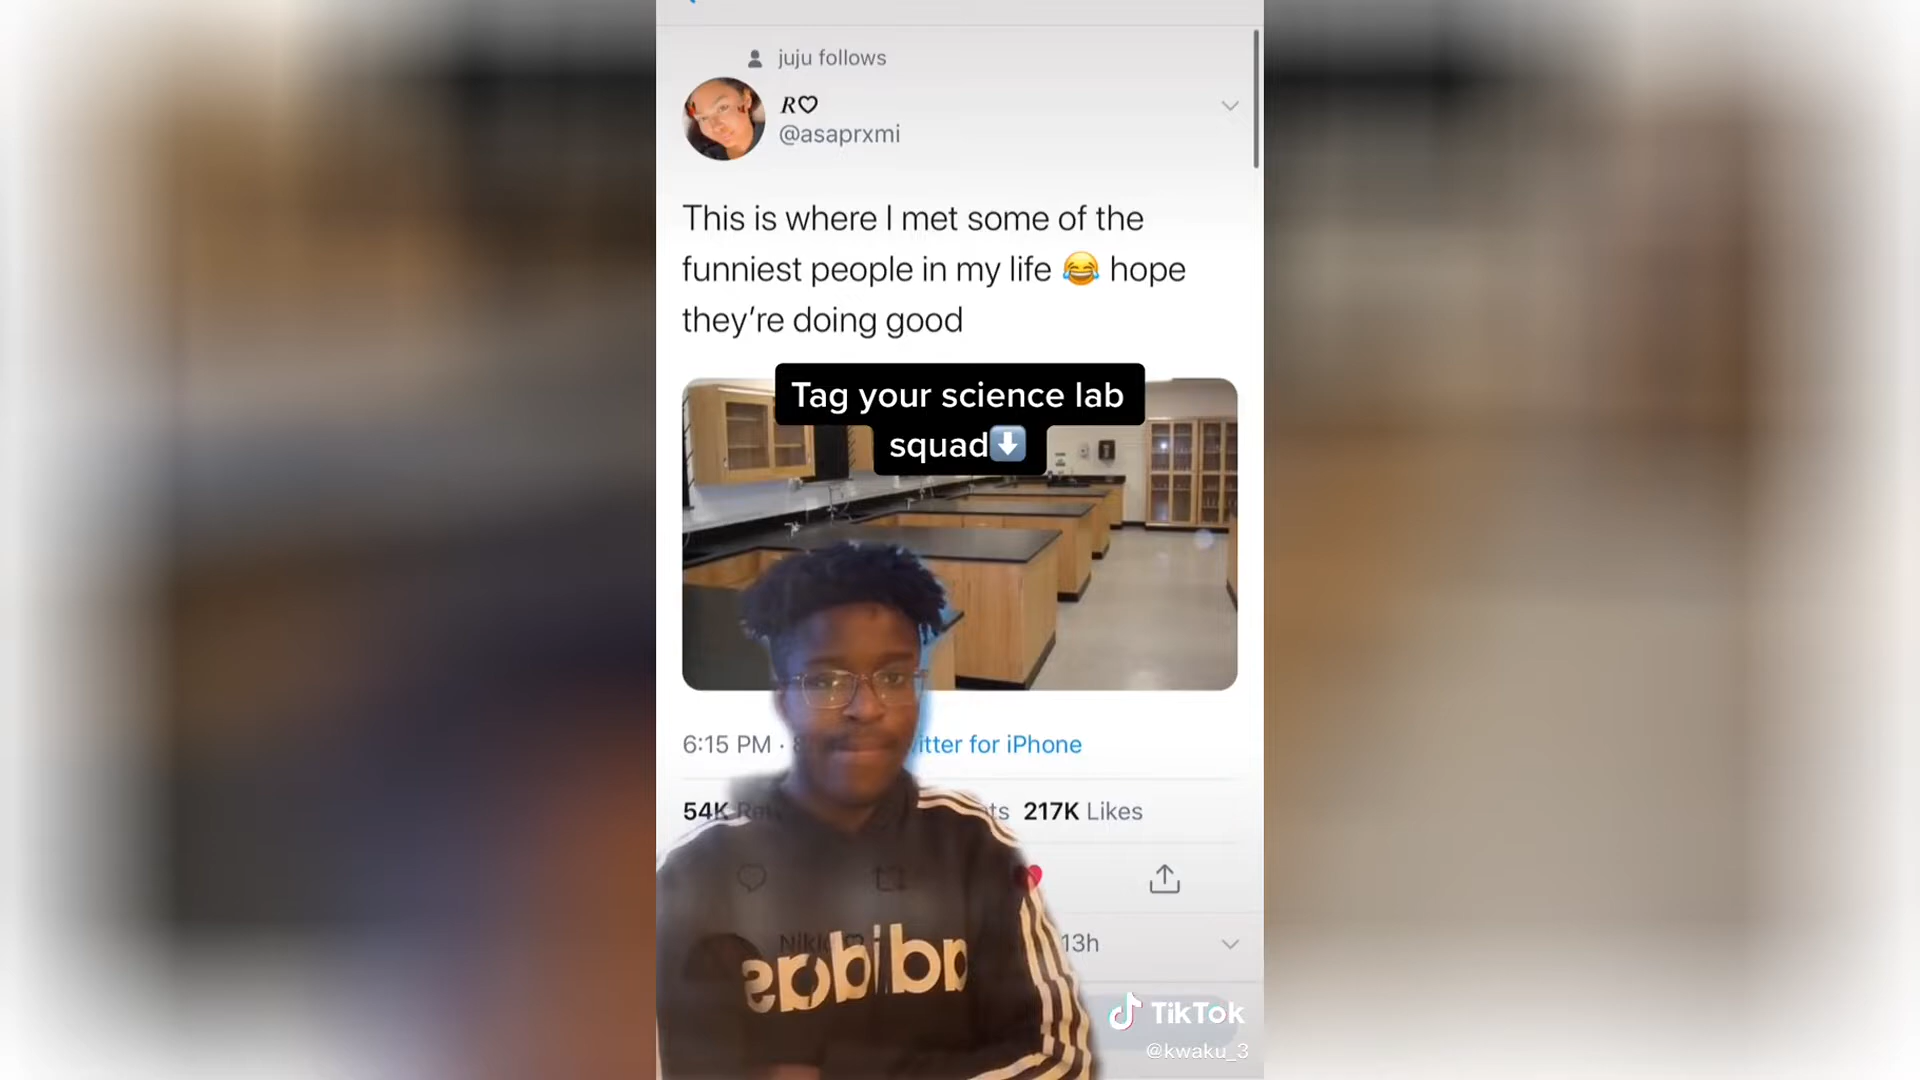 juju follows
R♡
@asaprxmi
This is where I met some of the
funniest people in my life 😂 hope
they’re doing good
Tag your science lab
squad⬇️
6:15 PM · itter for iPhone
54K 217K Likes
13h
adidas
TikTok
@kwaku_3